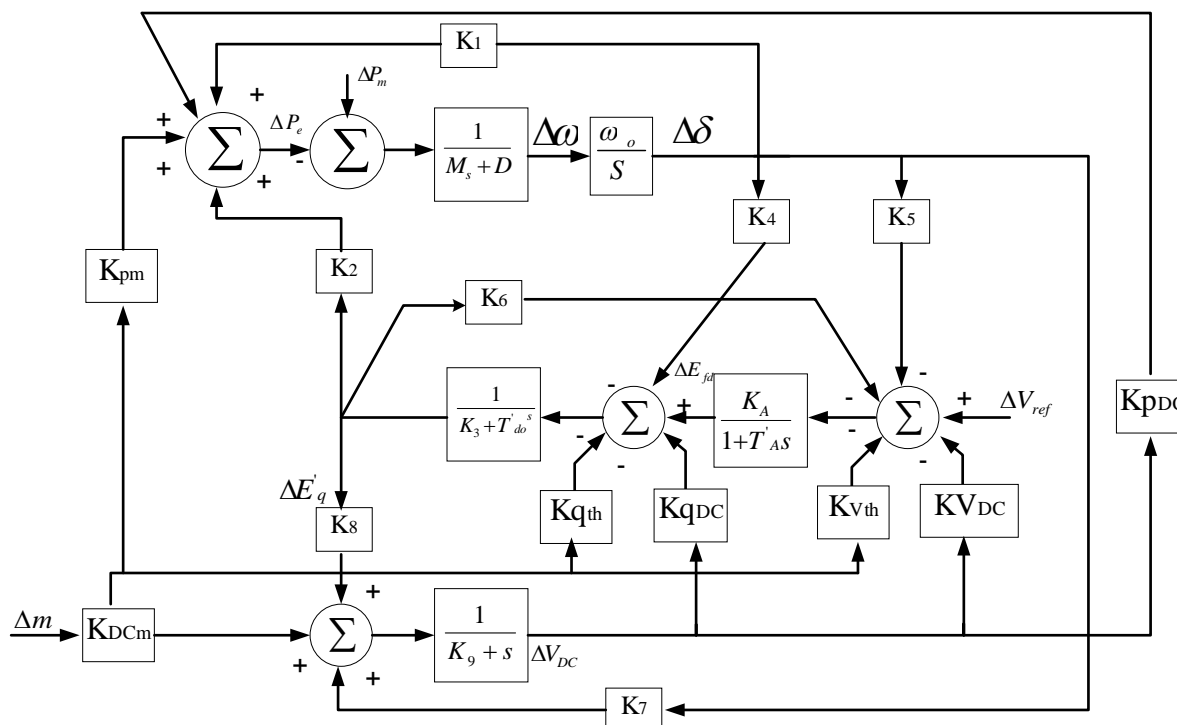 K1
ΔPm
+
+
+
+
Σ
ΔPe
-
Σ
1
Ms + D
Δω
ωo
S
Δδ
Kpm
K2
K4
K5
K6
ΔEfd
-
-
-
+
Σ
1
K3 + T'do s
KA
1+T'A s
-
-
-
-
+
Σ
ΔVref
KpDC
ΔE'q
K8
Kqth
KqDC
KVth
KVDC
Δm
KDCm
+
+
+
Σ
1
K9 + s
ΔVDC
K7